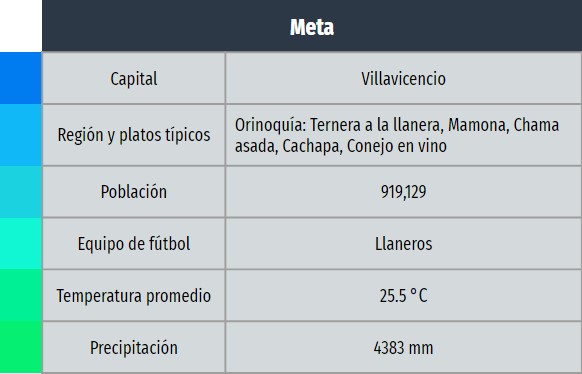 Meta
Capital
Villavicencio
Región y platos típicos
Orinoquía: Ternera a la llanera, Mamona, Chama
asada, Cachapa, Conejo en vino
Población
919,129
Equipo de fútbol
Llaneros
Temperatura promedio
25.5 °C
Precipitación
4383 mm